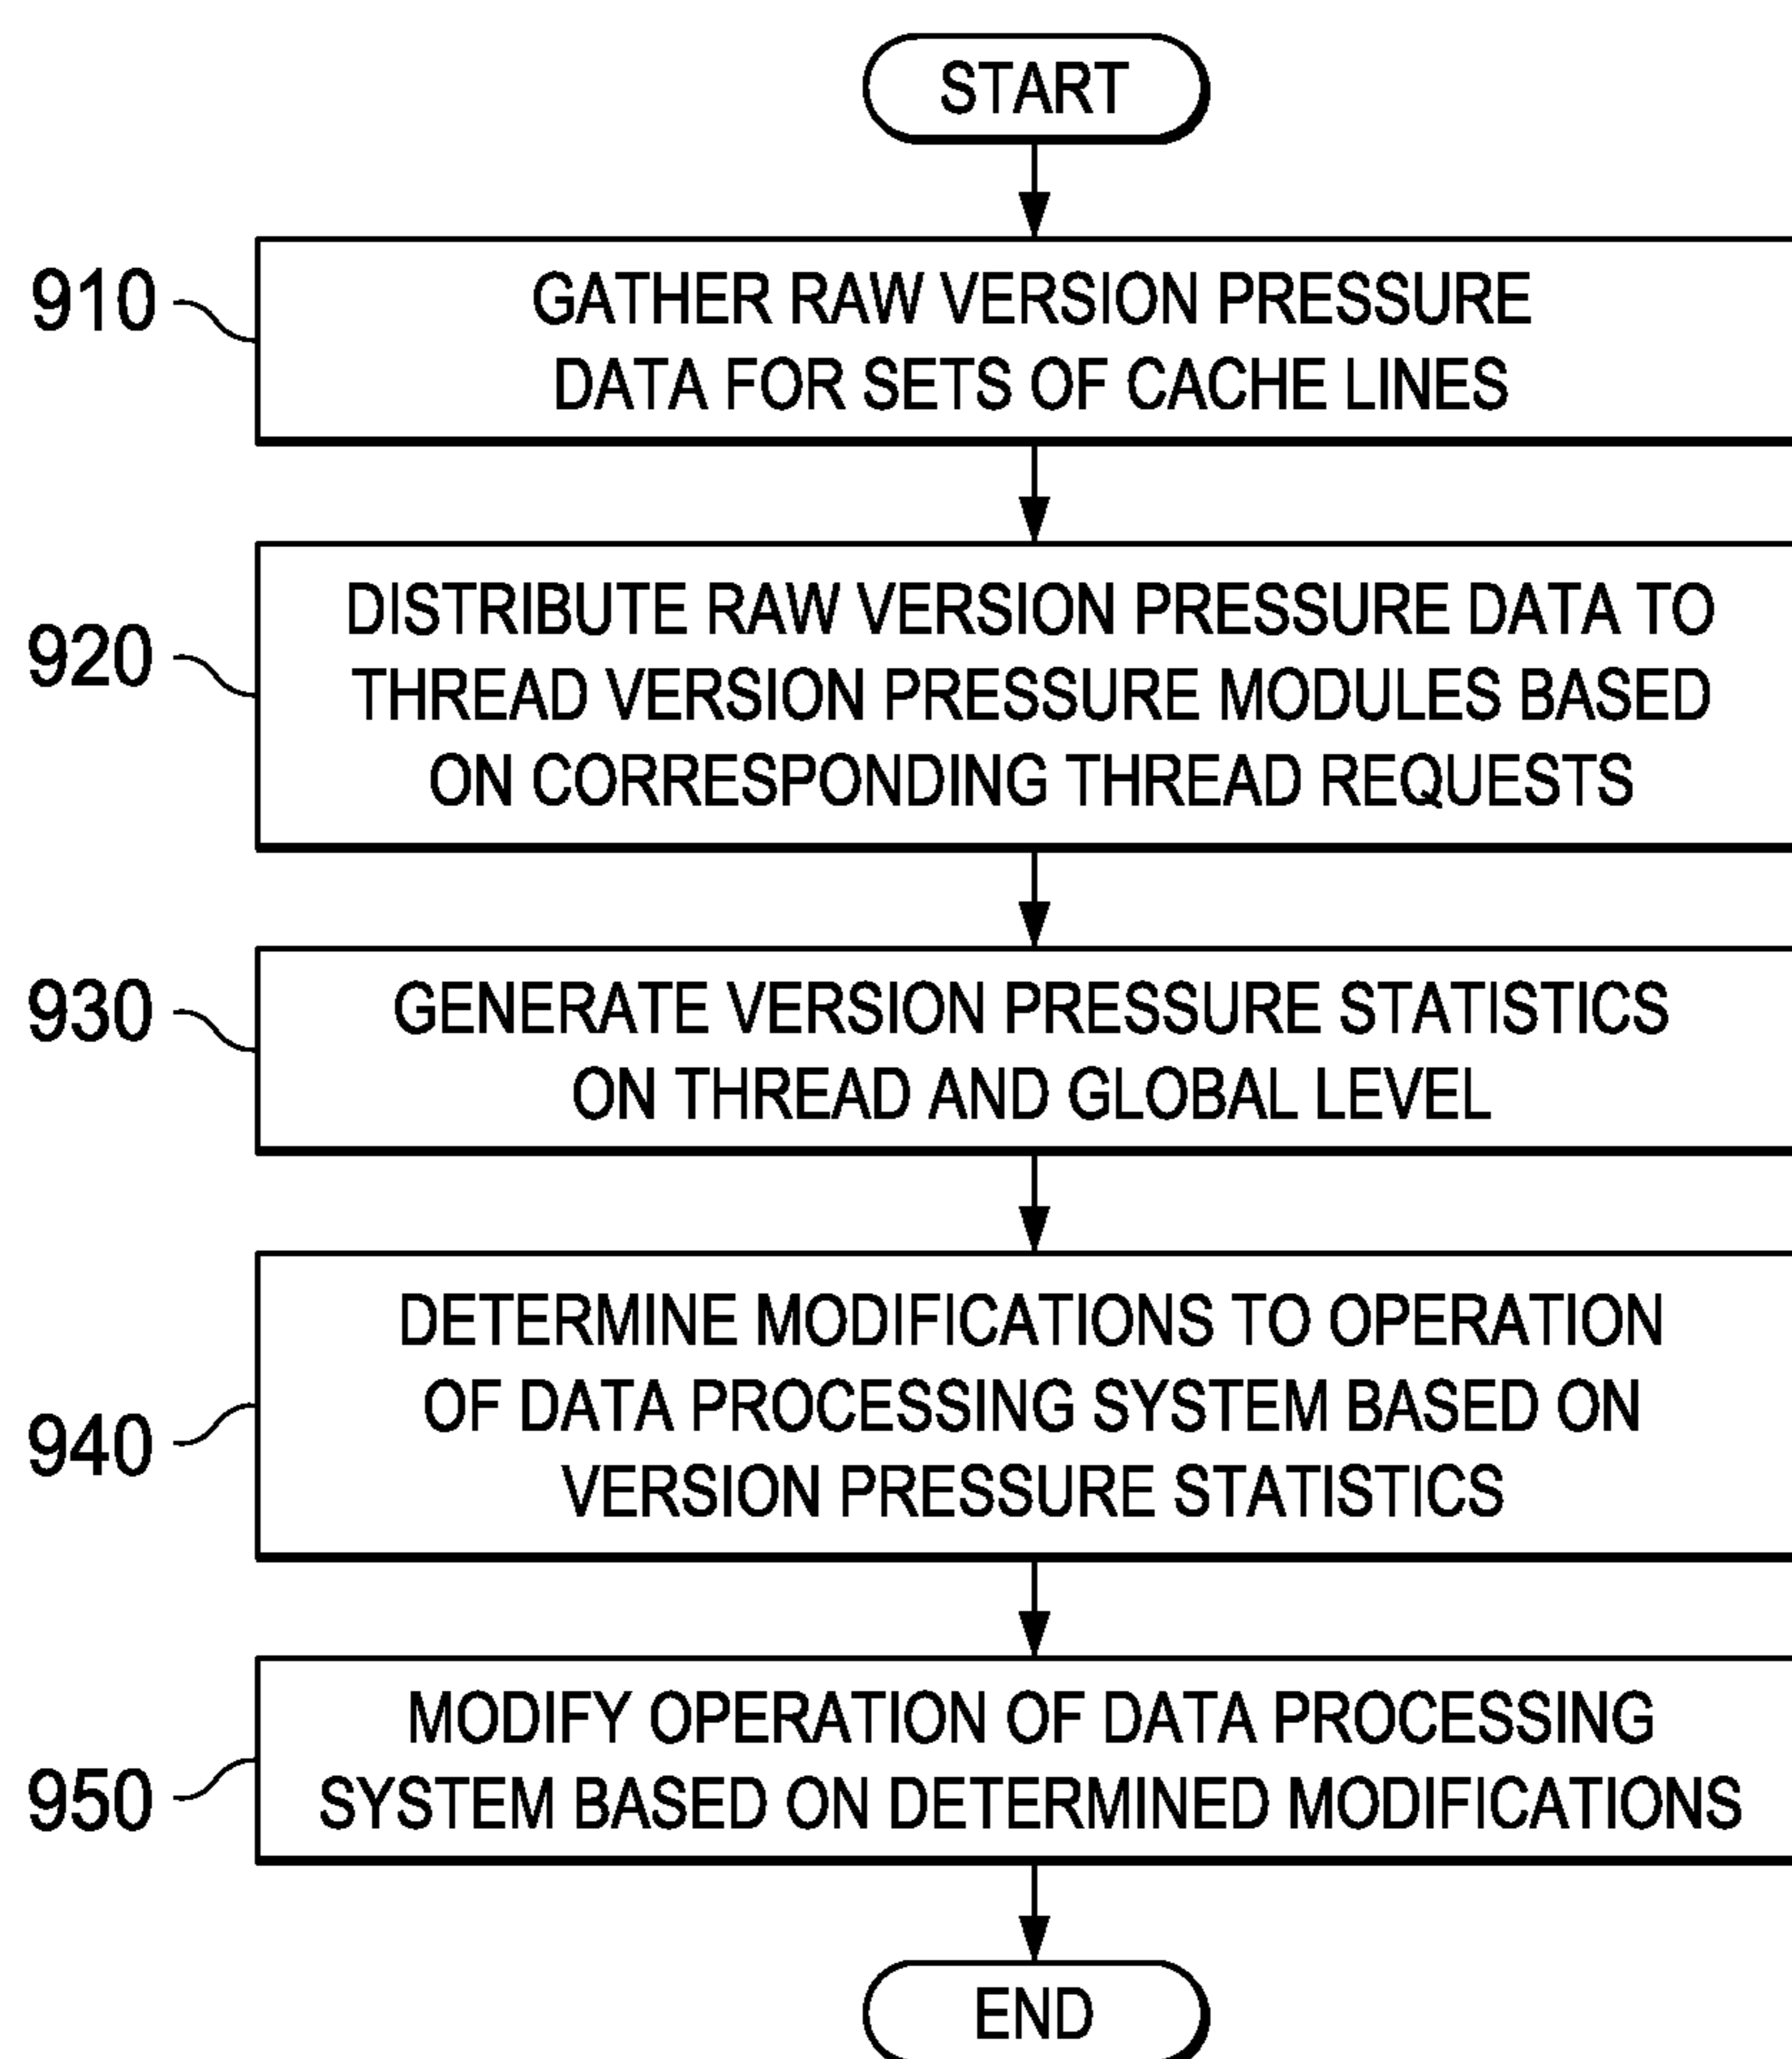 START
910
GATHER RAW VERSION PRESSURE
DATA FOR SETS OF CACHE LINES
920
DISTRIBUTE RAW VERSION PRESSURE DATA TO
THREAD VERSION PRESSURE MODULES BASED
ON CORRESPONDING THREAD REQUESTS
930
GENERATE VERSION PRESSURE STATISTICS
ON THREAD AND GLOBAL LEVEL
940
DETERMINE MODIFICATIONS TO OPERATION
OF DATA PROCESSING SYSTEM BASED ON
VERSION PRESSURE STATISTICS
950
MODIFY OPERATION OF DATA PROCESSING
SYSTEM BASED ON DETERMINED MODIFICATIONS
END